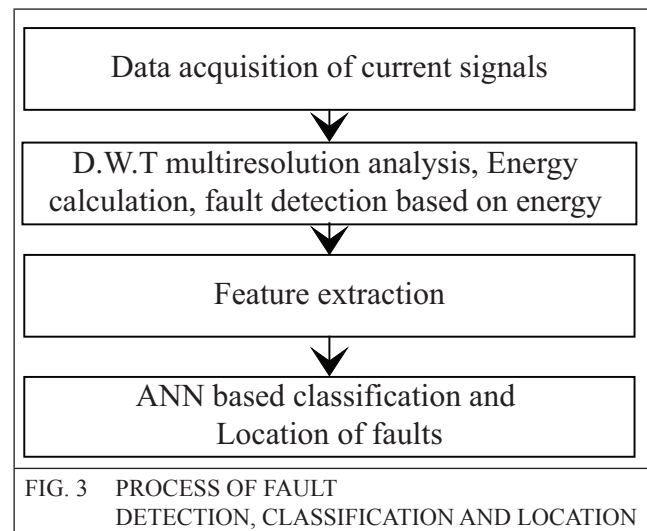 Data acquisition of current signals
D.W.T multiresolution analysis, Energy
calculation, fault detection based on energy
Feature extraction
ANN based classification and
Location of faults
FIG. 3 PROCESS OF FAULT
DETECTION, CLASSIFICATION AND LOCATION